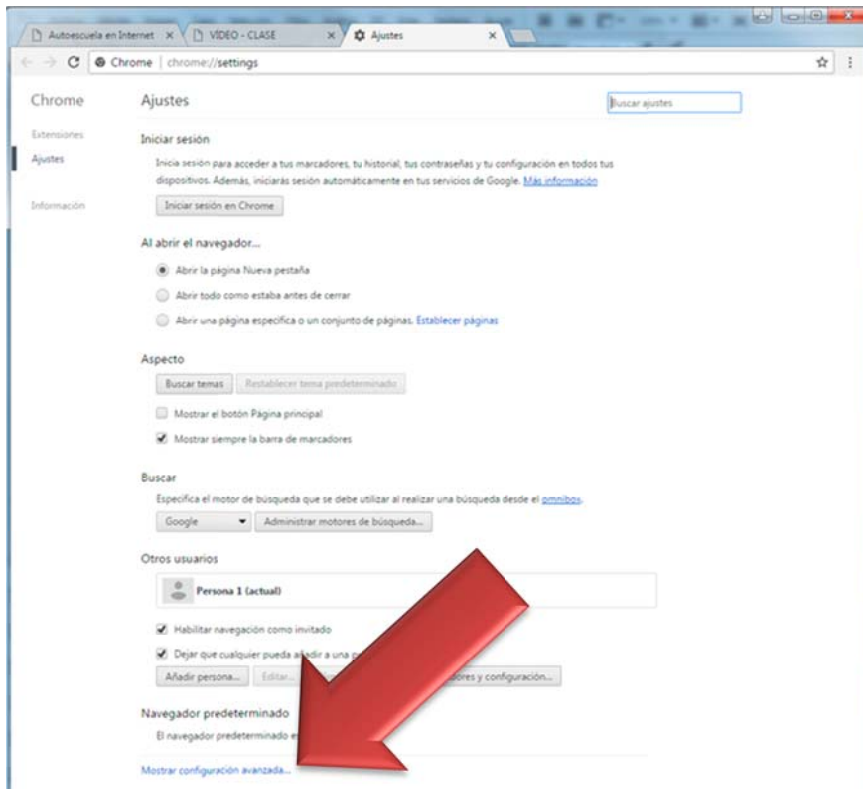 Autoescuela en Internet
VIDEO - CLASE
Ajustes
Chrome | chrome://settings
Chrome
Ajustes
Buscar ajustes
Extensiones
Ajustes
Información
Iniciar sesión
Inicia sesión para acceder a tus marcadores, tu historial, tus contraseñas y tu configuración en todos tus
dispositivos. Además, iniciarás sesión automáticamente en tus servicios de Google. Más información
Iniciar sesión en Chrome
Al abrir el navegador...
Abrir la página Nueva pestaña
Abrir todo como estaba antes de cerrar
Abrir una página específica o un conjunto de páginas. Establecer páginas
Aspecto
Buscar temas Restablecer tema predeterminado
Mostrar el botón Página principal
Mostrar siempre la barra de marcadores
Buscar
Especifica el motor de búsqueda que se debe utilizar al realizar una búsqueda desde el omnibox.
Google Administrar motores de búsqueda...
Otros usuarios
Persona 1 (actual)
Habilitar navegación como invitado
Dejar que cualquier pueda añadir a una
Añadir persona... Editar... y configuración...
Navegador predeterminado
El navegador predeterminado
Mostrar configuración avanzada...